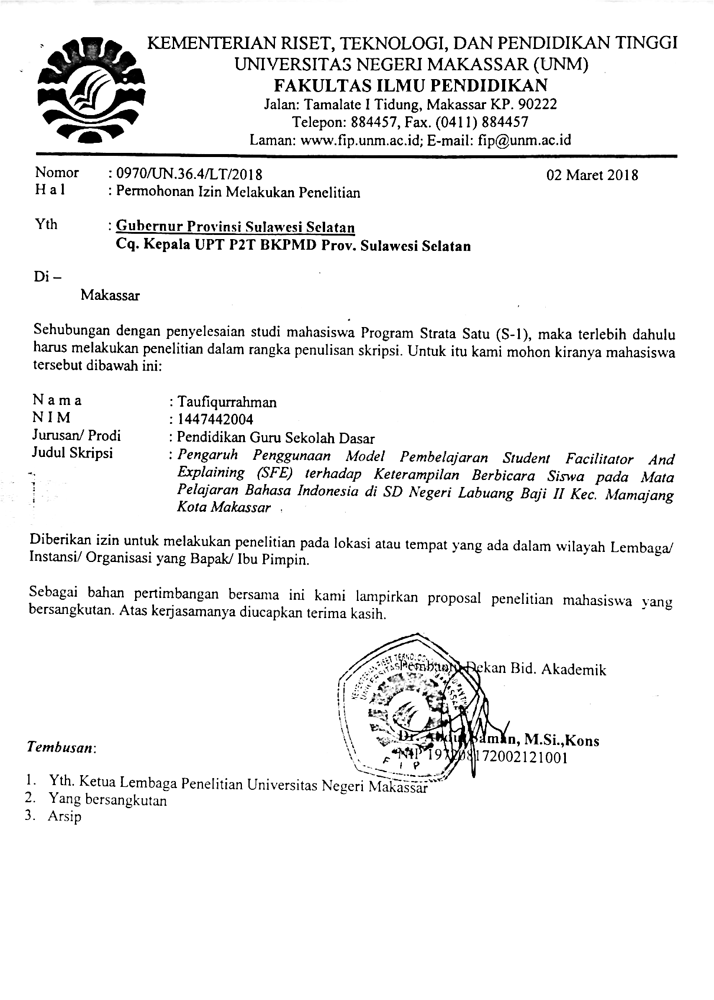 KEMENTERIAN RISET, TEKNOLOGI, DAN PENDIDIKAN TINGGI
UNIVERSITAS NEGERI MAKASSAR (UNM)
FAKULTAS ILMU PENDIDIKAN
Jalan: Tamalate I Tidung, Makassar KP. 90222
Telepon: 884457, Fax. (0411) 884457
Laman: www.fip.unm.ac.id; E-mail: fip@unm.ac.id
Nomor : 0970/UN.36.4/LT/2018 02 Maret 2018
H a l : Permohonan Izin Melakukan Penelitian
Yth : Gubernur Provinsi Sulawesi Selatan
Cq. Kepala UPT P2T BKPMD Prov. Sulawesi Selatan
Di –
Makassar
Sehubungan dengan penyelesaian studi mahasiswa Program Strata Satu (S-1), maka terlebih dahulu
harus melakukan penelitian dalam rangka penulisan skripsi. Untuk itu kami mohon kiranya mahasiswa
tersebut dibawah ini:
N a m a : Taufiqurrahman
N I M : 1447442004
Jurusan/ Prodi : Pendidikan Guru Sekolah Dasar
Judul Skripsi : Pengaruh Penggunaan Model Pembelajaran Student Facilitator And
Explaining (SFE) terhadap Keterampilan Berbicara Siswa pada Mata
Pelajaran Bahasa Indonesia di SD Negeri Labuang Baji II Kec. Mamajang
Kota Makassar
Diberikan izin untuk melakukan penelitian pada lokasi atau tempat yang ada dalam wilayah Lembaga/
Instansi/ Organisasi yang Bapak/ Ibu Pimpin.
Sebagai bahan pertimbangan bersama ini kami lampirkan proposal penelitian mahasiswa yang
bersangkutan. Atas kerjasamanya diucapkan terima kasih.
Pembantu Dekan Bid. Akademik
Dr. Abdul Saman, M.Si.,Kons
NIP 197208172002121001
F I P
Tembusan:
1. Yth. Ketua Lembaga Penelitian Universitas Negeri Makassar
2. Yang bersangkutan
3. Arsip